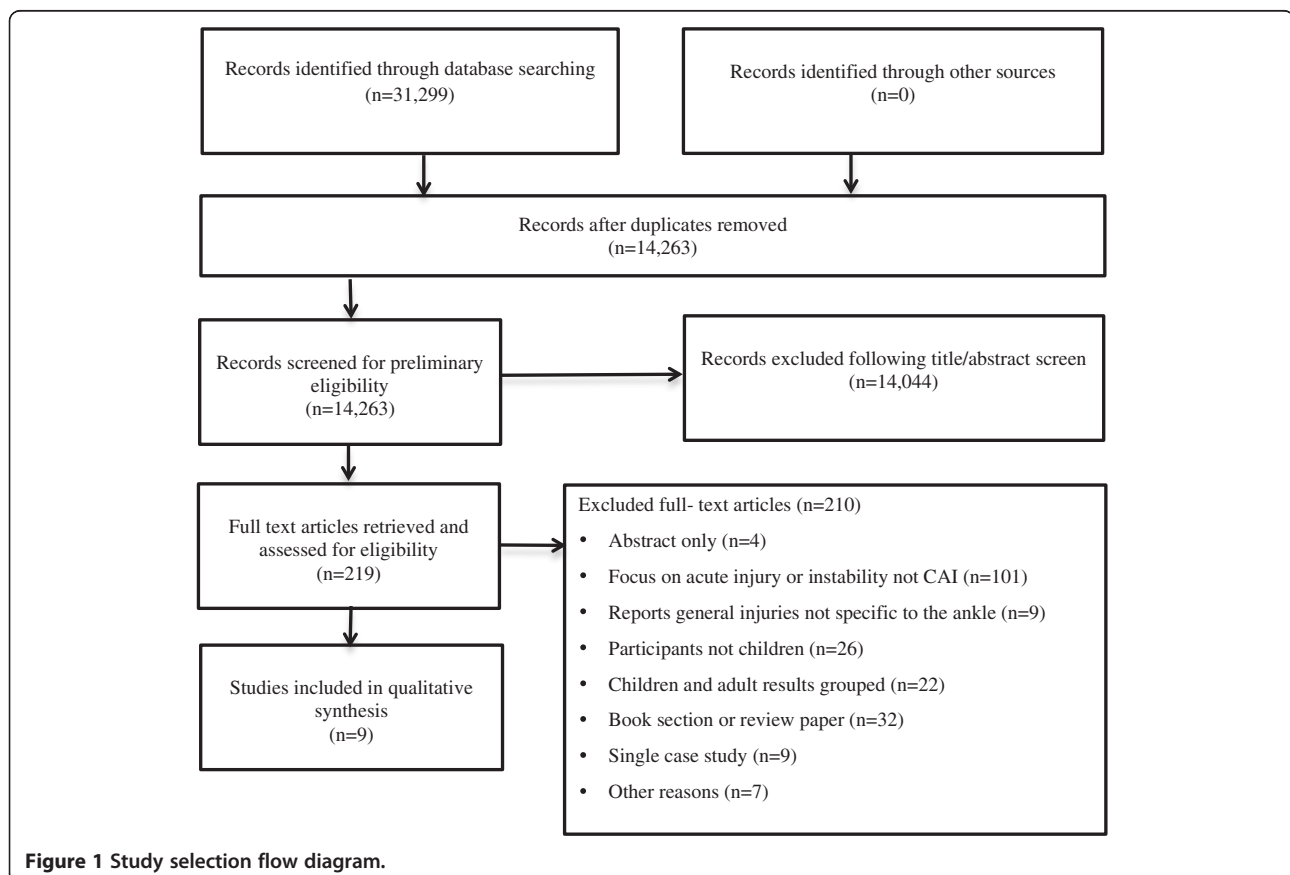 Records identified through database searching
(n=31,299)
Records identified through other sources
(n=0)
Records after duplicates removed
(n=14,263)
Records screened for preliminary
eligibility
(n=14,263)
Records excluded following title/abstract screen
(n=14,044)
Full text articles retrieved and
assessed for eligibility
(n=219)
Excluded full- text articles (n=210)
• Abstract only (n=4)
• Focus on acute injury or instability not CAI (n=101)
• Reports general injuries not specific to the ankle (n=9)
• Participants not children (n=26)
• Children and adult results grouped (n=22)
• Book section or review paper (n=32)
• Single case study (n=9)
• Other reasons (n=7)
Studies included in qualitative
synthesis
(n=9)
Figure 1 Study selection flow diagram.